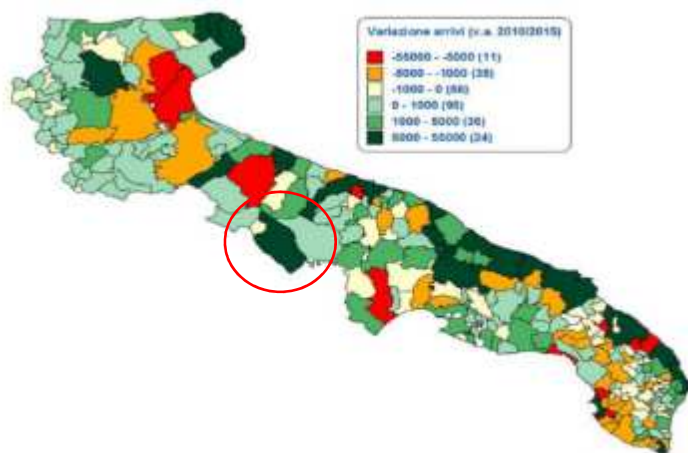 Variazione arrivi (v.a. 2010/2015)
-55000 - -5000 (11)
-5000 - -1000 (38)
-1000 - 0 (56)
0 - 1000 (95)
1000 - 5000 (36)
5000 - 50000 (24)